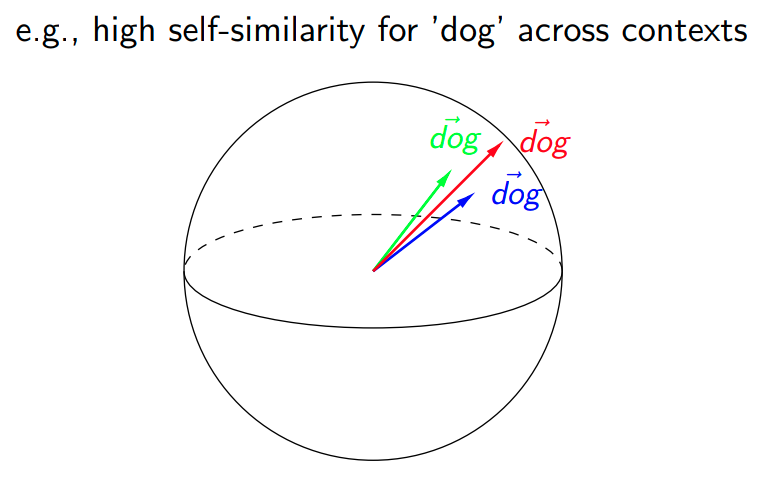 e.g., high self-similarity for 'dog' across contexts
dog
dog
dog